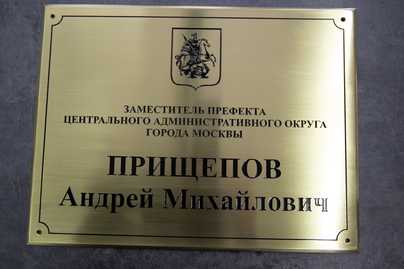 ЗАМЕСТИТЕЛЬ ПРЕФЕКТА
ЦЕНТРАЛЬНОГО АДМИНИСТРАТИВНОГО ОКРУГА
ГОРОДА МОСКВЫ
ПРИЩЕПОВ
Андрей Михайлович